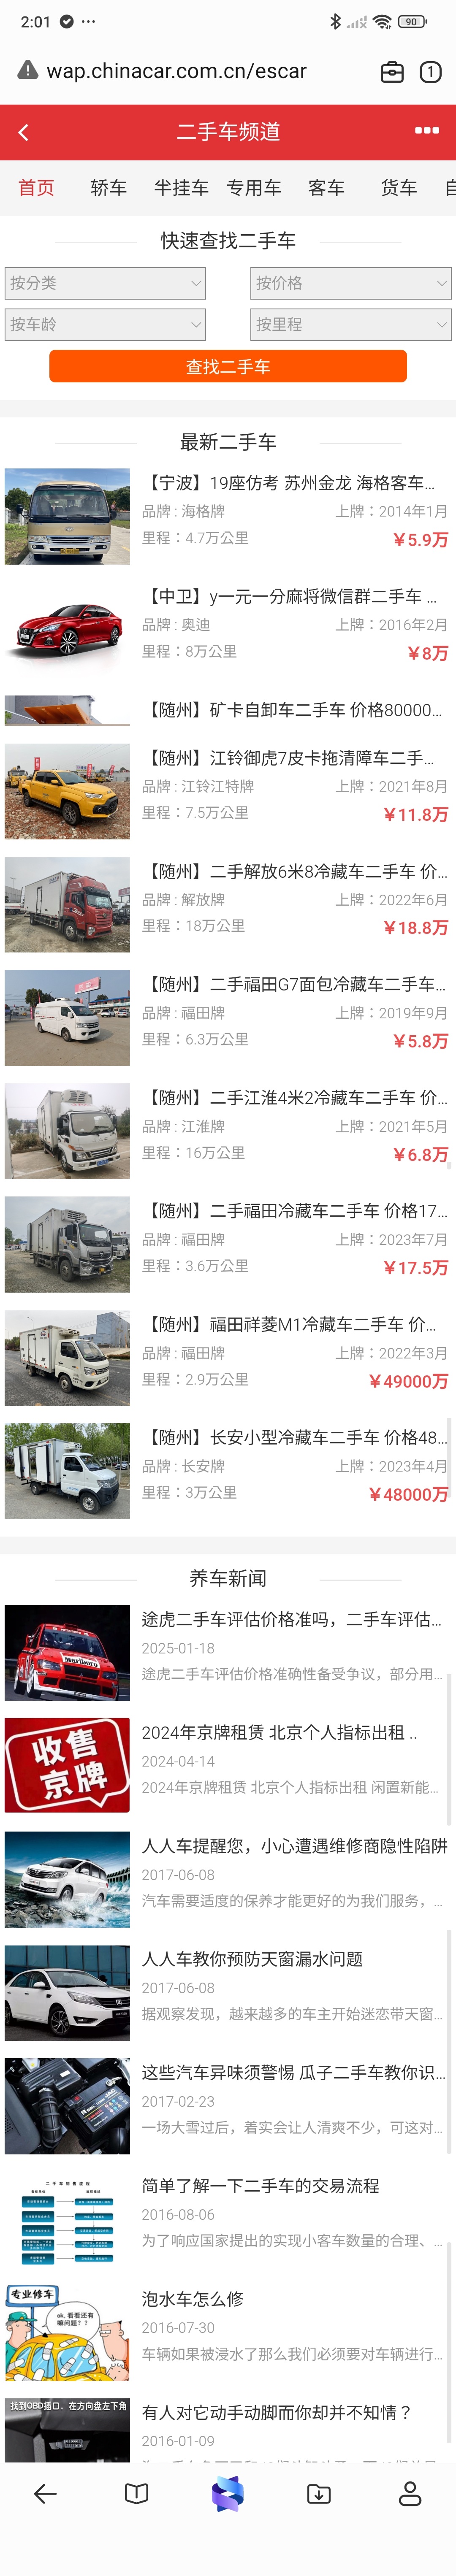 2:01
90
wap.chinacar.com.cn/escar
1
二手车频道
首页 轿车 半挂车 专用车 客车 货车
快速查找二手车
按分类 按价格
按车龄 按里程
查找二手车
最新二手车
【宁波】19座仿考 苏州金龙 海格客车...
品牌 : 海格牌 上牌：2014年1月
里程：4.7万公里 ￥5.9万
【中卫】y一元一分麻将微信群二手车 ...
品牌 : 奥迪 上牌：2016年2月
里程：8万公里 ￥8万
【随州】矿卡自卸车二手车 价格80000...
【随州】江铃御虎7皮卡拖清障车二手...
品牌 : 江铃江特牌 上牌：2021年8月
里程：7.5万公里 ￥11.8万
【随州】二手解放6米8冷藏车二手车 价...
品牌 : 解放牌 上牌：2022年6月
里程：18万公里 ￥18.8万
【随州】二手福田G7面包冷藏车二手车...
品牌 : 福田牌 上牌：2019年9月
里程：6.3万公里 ￥5.8万
【随州】二手江淮4米2冷藏车二手车 价...
品牌 : 江淮牌 上牌：2021年5月
里程：16万公里 ￥6.8万
【随州】二手福田冷藏车二手车 价格17...
品牌 : 福田牌 上牌：2023年7月
里程：3.6万公里 ￥17.5万
【随州】福田祥菱M1冷藏车二手车 价...
品牌 : 福田牌 上牌：2022年3月
里程：2.9万公里 ￥49000万
【随州】长安小型冷藏车二手车 价格48...
品牌 : 长安牌 上牌：2023年4月
里程：3万公里 ￥48000万
养车新闻
途虎二手车评估价格准吗，二手车评估...
2025-01-18
途虎二手车评估价格准确性备受争议，部分用...
Marlboro
2024年京牌租赁 北京个人指标出租 ..
2024-04-14
2024年京牌租赁 北京个人指标出租 闲置新能...
收售
京牌
人人车提醒您，小心遭遇维修商隐性陷阱
2017-06-08
汽车需要适度的保养才能更好的为我们服务，...
人人车教你预防天窗漏水问题
2017-06-08
据观察发现，越来越多的车主开始迷恋带天窗...
这些汽车异味须警惕 瓜子二手车教你识...
2017-02-23
一场大雪过后，着实会让人清爽不少，可这对...
二手车销售流程
简单了解一下二手车的交易流程
2016-08-06
为了响应国家提出的实现小客车数量的合理、...
专业修车
ok, 看看还有
嘛问题？？
泡水车怎么修
2016-07-30
车辆如果被浸水了那么我们必须要对车辆进行...
找到OBD插口，在方向盘左下角
有人对它动手动脚而你却并不知情？
2016-01-09